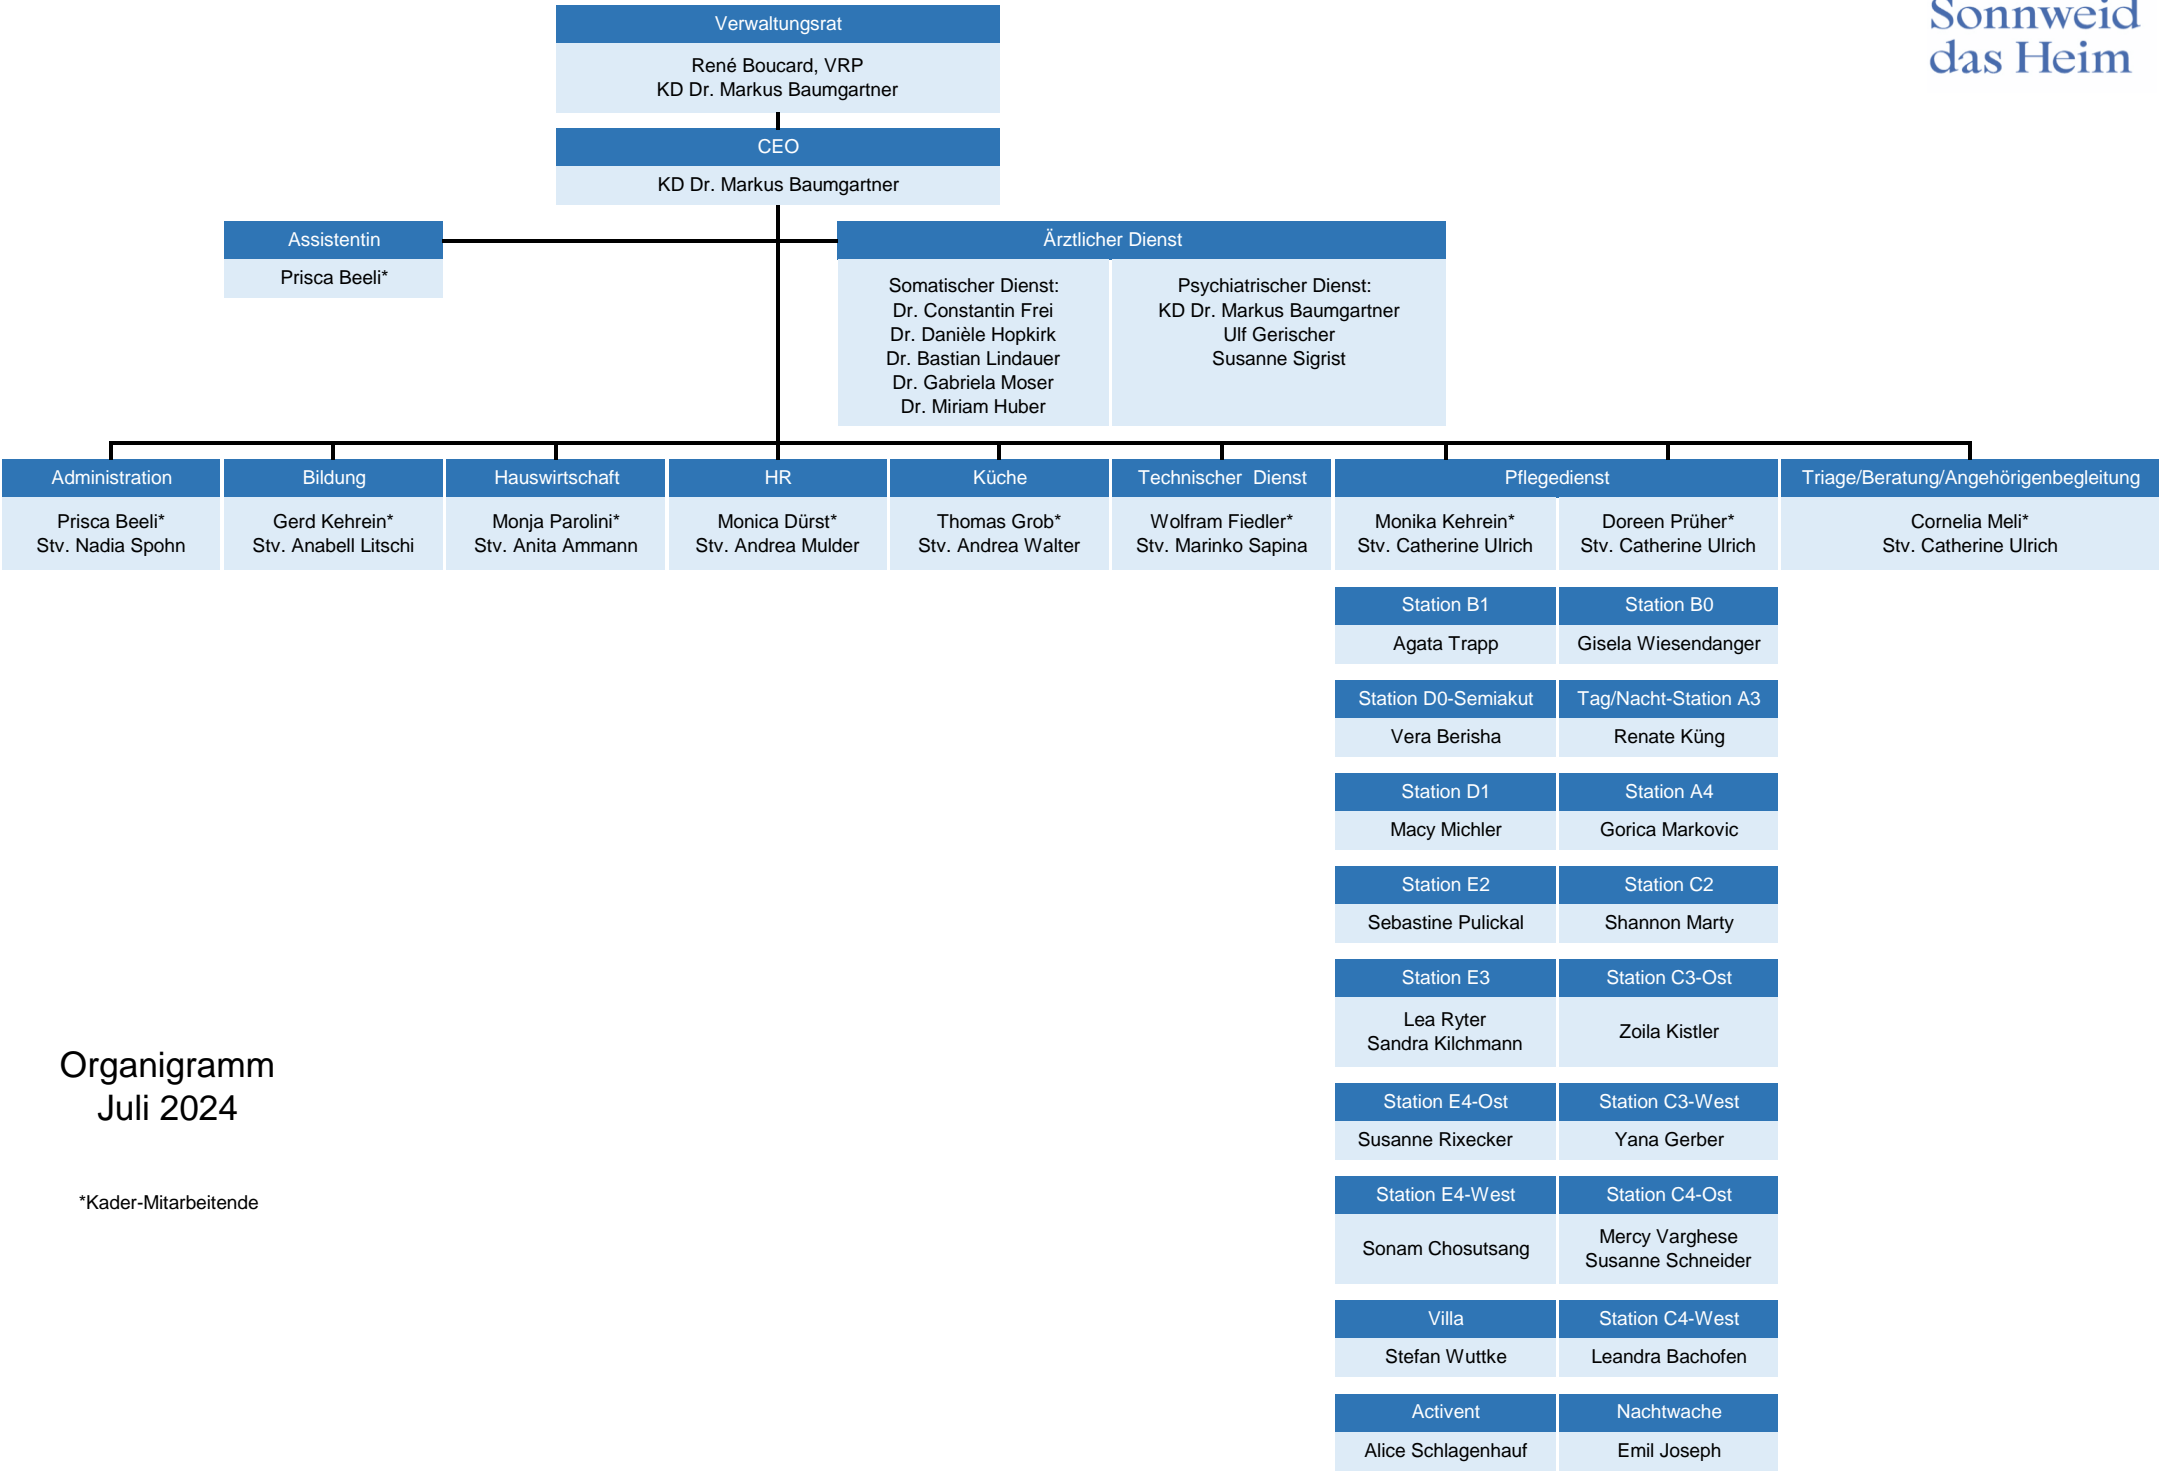 Sonnweid
das Heim
Verwaltungsrat
René Boucard, VRP
KD Dr. Markus Baumgartner
CEO
KD Dr. Markus Baumgartner
Assistentin
Prisca Beeli*
Ärztlicher Dienst
Somatischer Dienst:
Dr. Constantin Frei
Dr. Danièle Hopkirk
Dr. Bastian Lindauer
Dr. Gabriela Moser
Dr. Miriam Huber
Psychiatrischer Dienst:
KD Dr. Markus Baumgartner
Ulf Gerischer
Susanne Sigrist
Administration
Prisca Beeli*
Stv. Nadia Spohn
Bildung
Gerd Kehrein*
Stv. Anabell Litschi
Hauswirtschaft
Monja Parolini*
Stv. Anita Ammann
HR
Monica Dürst*
Stv. Andrea Mulder
Küche
Thomas Grob*
Stv. Andrea Walter
Technischer  Dienst
Wolfram Fiedler*
Stv. Marinko Sapina
Pflegedienst
Monika Kehrein*
Stv. Catherine Ulrich
Doreen Prüher*
Stv. Catherine Ulrich
Triage/Beratung/Angehörigenbegleitung
Cornelia Meli*
Stv. Catherine Ulrich
Station B1
Agata Trapp
Station B0
Gisela Wiesendanger
Station D0-Semiakut
Vera Berisha
Tag/Nacht-Station A3
Renate Küng
Station D1
Macy Michler
Station A4
Gorica Markovic
Station E2
Sebastine Pulickal
Station C2
Shannon Marty
Station E3
Lea Ryter
Sandra Kilchmann
Station C3-Ost
Zoila Kistler
Station E4-Ost
Susanne Rixecker
Station C3-West
Yana Gerber
Station E4-West
Sonam Chosutsang
Station C4-Ost
Mercy Varghese
Susanne Schneider
Villa
Stefan Wuttke
Station C4-West
Leandra Bachofen
Activent
Alice Schlagenhauf
Nachtwache
Emil Joseph
Organigramm
Juli 2024
*Kader-Mitarbeitende